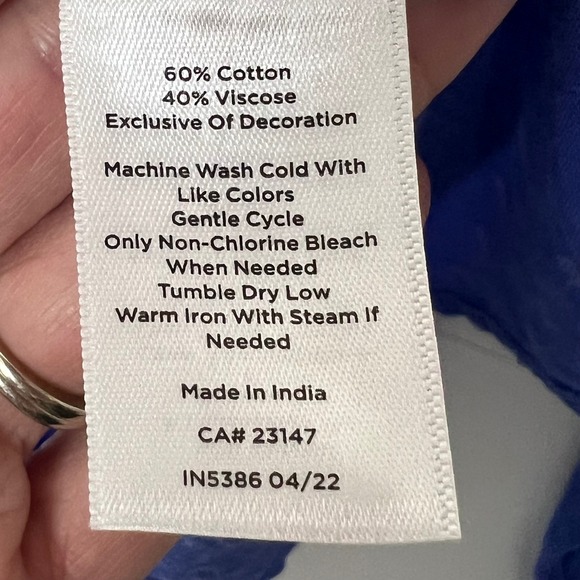 60% Cotton
40% Viscose
Exclusive Of Decoration
Machine Wash Cold With
Like Colors
Gentle Cycle
Only Non-Chlorine Bleach
When Needed
Tumble Dry Low
Warm Iron With Steam If
Needed
Made In India
CA# 23147
IN5386 04/22